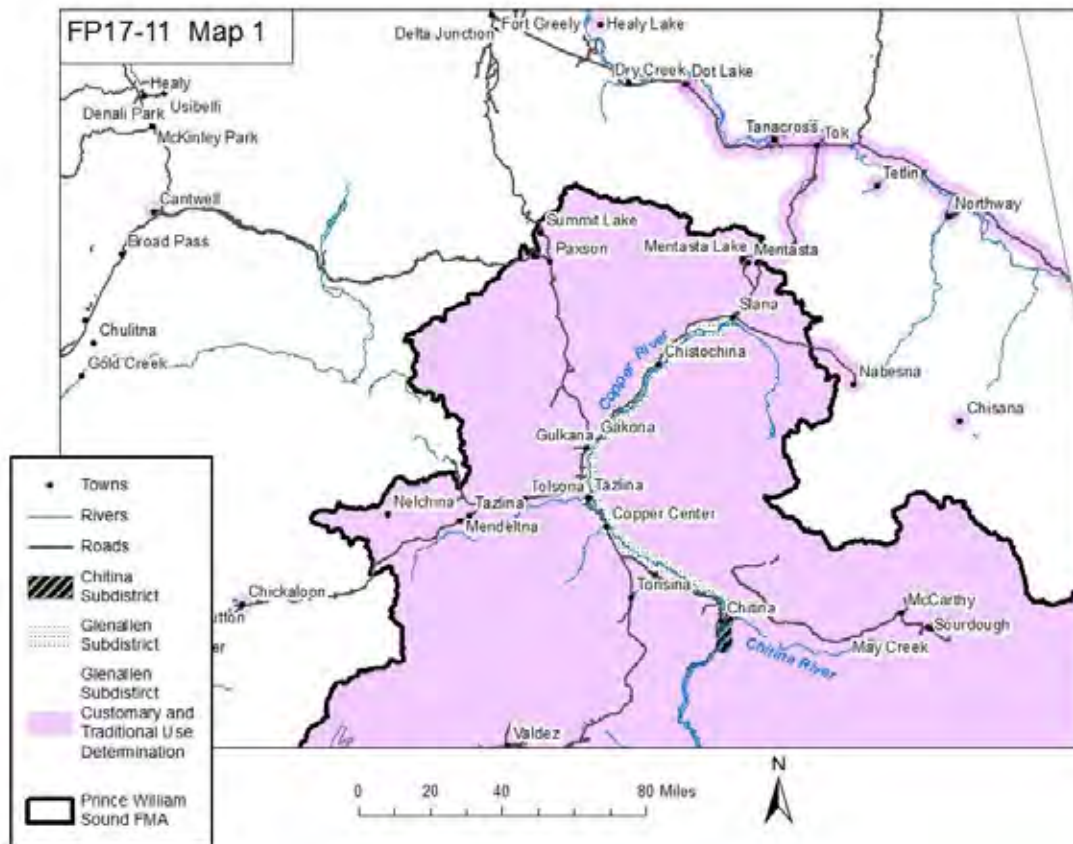 FP17-11 Map 1
Fort Greely
Healy Lake
Delta Junction
Dry Creek
Dot Lake
Healy
Usibelli
Denali Park
McKinley Park
Tanacross
Tok
Tetlin
Cantwell
Northway
Summit Lake
Broad Pass
Paxson
Mentasta Lake
Mentasta
Slana
Chulitna
Copper River
Chistochina
Gold Creek
Nabesna
Chisana
Gakona
Gulkana
Tolsona
Tazlina
Nelchina
Tazlina
Mendeltna
Copper Center
Chickaloon
Tonsina
Chitina
McCarthy
Sourdough
May Creek
Chitina River
utton
er
Valdez
Towns
Rivers
Roads
Chitina
Subdistrict
Glenallen
Subdistrict
Glenallen
Subdistirct
Customary and
Traditional Use
Determination
Prince William
Sound FMA
N
0 20 40 60 80 Miles